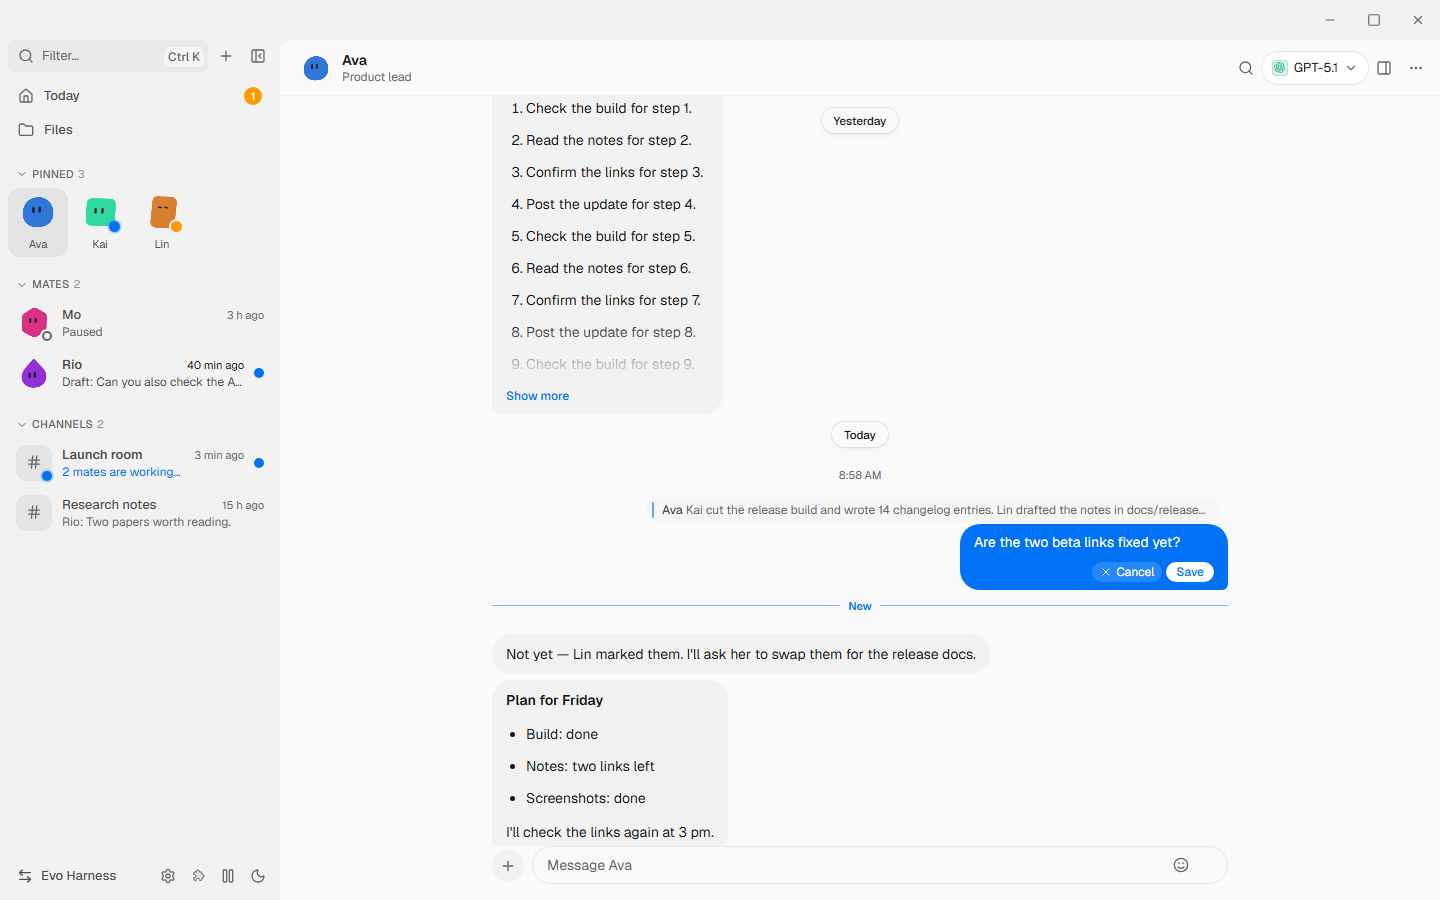 Filter...
Ctrl K
Today
1
Files
PINNED 3
Ava
Kai
Lin
MATES 2
Mo
3 h ago
Paused
Rio
40 min ago
Draft: Can you also check the A...
CHANNELS 2
Launch room
3 min ago
2 mates are working...
Research notes
15 h ago
Rio: Two papers worth reading.
Evo Harness
Ava
Product lead
GPT-5.1
Yesterday
1. Check the build for step 1.
2. Read the notes for step 2.
3. Confirm the links for step 3.
4. Post the update for step 4.
5. Check the build for step 5.
6. Read the notes for step 6.
7. Confirm the links for step 7.
8. Post the update for step 8.
9. Check the build for step 9.
Show more
Today
8:58 AM
Ava Kai cut the release build and wrote 14 changelog entries. Lin drafted the notes in docs/release...
Are the two beta links fixed yet?
Cancel
Save
New
Not yet — Lin marked them. I'll ask her to swap them for the release docs.
Plan for Friday
• Build: done
• Notes: two links left
• Screenshots: done
I'll check the links again at 3 pm.
Message Ava